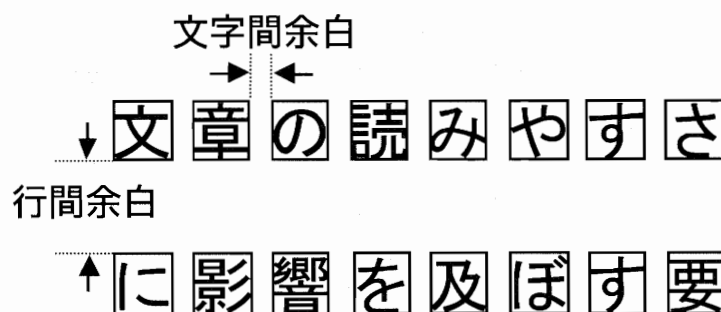 文字間余白
文章の読みやすさ
行間余白
に影響を及ぼす要